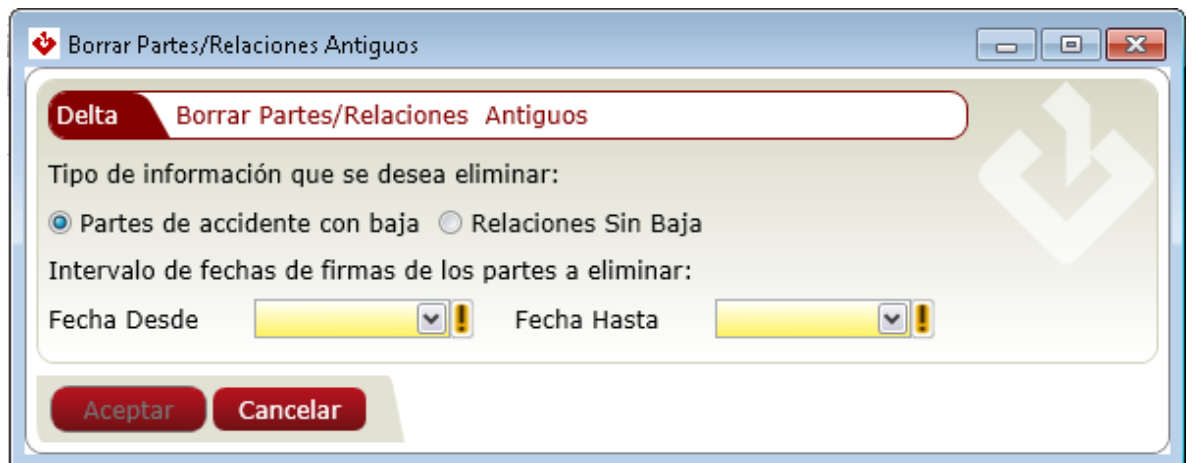 Borrar Partes/Relaciones Antiguos
Delta Borrar Partes/Relaciones Antiguos
Tipo de información que se desea eliminar:
Partes de accidente con baja Relaciones Sin Baja
Intervalo de fechas de firmas de los partes a eliminar:
Fecha Desde ! Fecha Hasta !
Aceptar Cancelar